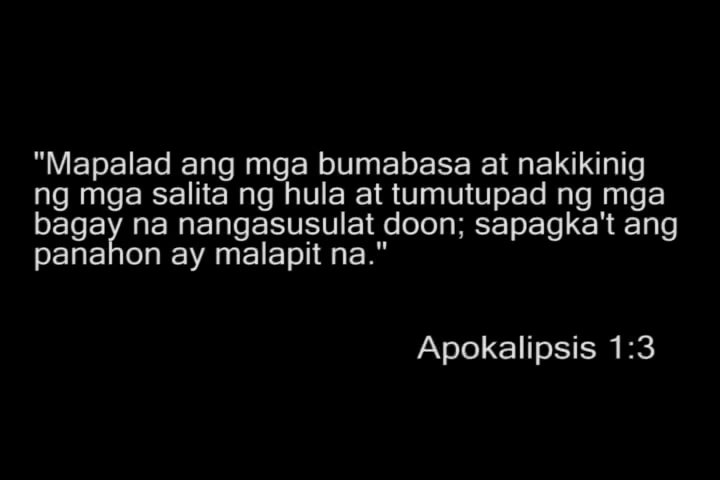 "Mapalad ang mga bumabasa at nakikinig
ng mga salita ng hula at tumutupad ng mga
bagay na nangasusulat doon; sapagka't ang
panahon ay malapit na."
Apokalipsis 1:3